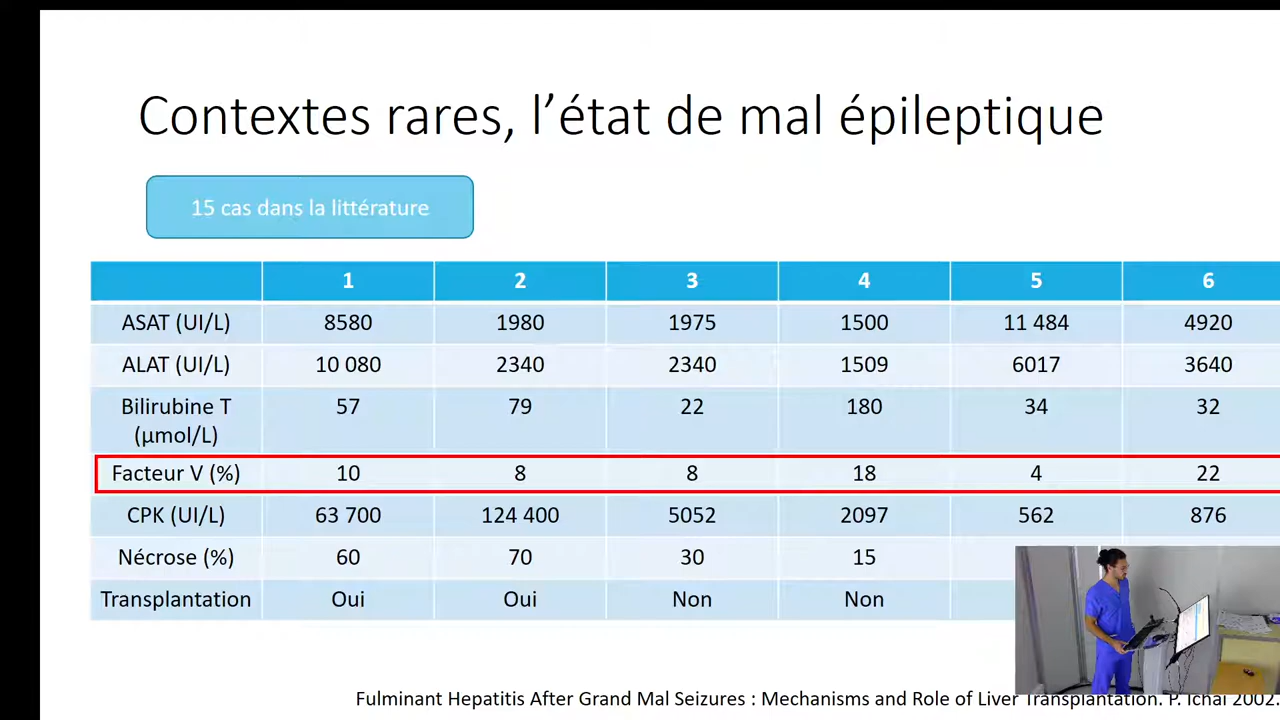 Contextes rares, l’état de mal épileptique
15 cas dans la littérature
1 2 3 4 5 6
ASAT (UI/L) 8580 1980 1975 1500 11 484 4920
ALAT (UI/L) 10 080 2340 2340 1509 6017 3640
Bilirubine T (µmol/L) 57 79 22 180 34 32
Facteur V (%) 10 8 8 18 4 22
CPK (UI/L) 63 700 124 400 5052 2097 562 876
Nécrose (%) 60 70 30 15
Transplantation Oui Oui Non Non
Fulminant Hepatitis After Grand Mal Seizures : Mechanisms and Role of Liver Transplantation. P. Ichai 2002.